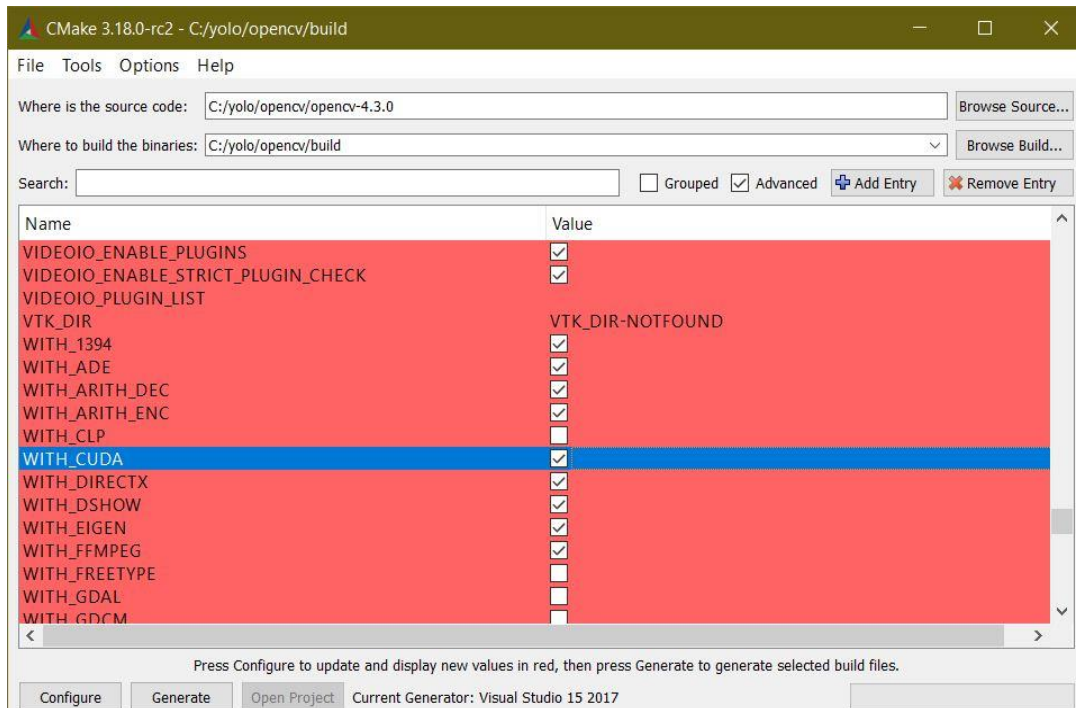 CMake 3.18.0-rc2 - C:/yolo/opencv/build
File Tools Options Help
Where is the source code: C:/yolo/opencv/opencv-4.3.0 Browse Source...
Where to build the binaries: C:/yolo/opencv/build Browse Build...
Search: Grouped Advanced Add Entry Remove Entry
Name Value
VIDEOIO_ENABLE_PLUGINS
VIDEOIO_ENABLE_STRICT_PLUGIN_CHECK
VIDEOIO_PLUGIN_LIST
VTK_DIR VTK_DIR-NOTFOUND
WITH_1394
WITH_ADE
WITH_ARITH_DEC
WITH_ARITH_ENC
WITH_CLP
WITH_CUDA
WITH_DIRECTX
WITH_DSHOW
WITH_EIGEN
WITH_FFMPEG
WITH_FREETYPE
WITH_GDAL
WITH_GDCM
Press Configure to update and display new values in red, then press Generate to generate selected build files.
Configure Generate Open Project Current Generator: Visual Studio 15 2017